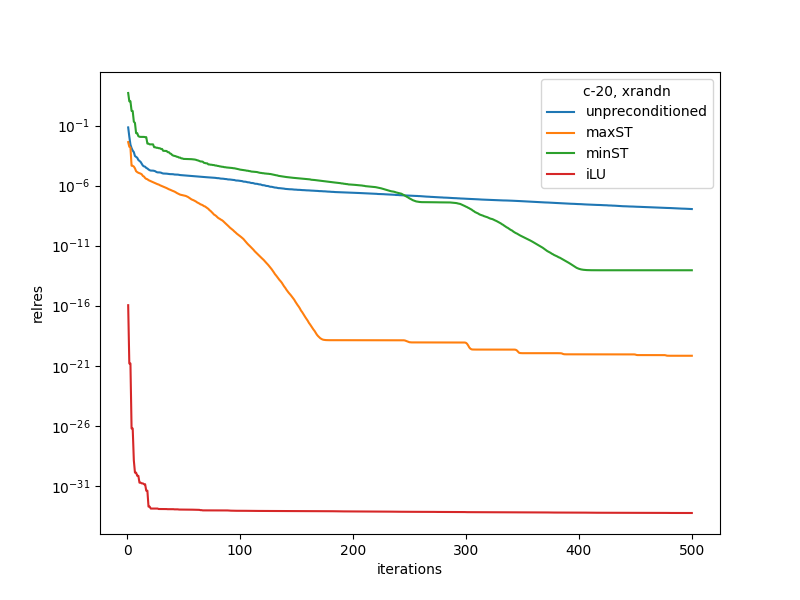 c-20, xrandn
unpreconditioned
maxST
minST
iLU
10⁻¹
10⁻⁶
10⁻¹¹
10⁻¹⁶
10⁻²¹
10⁻²⁶
10⁻³¹
relres
0 100 200 300 400 500
iterations